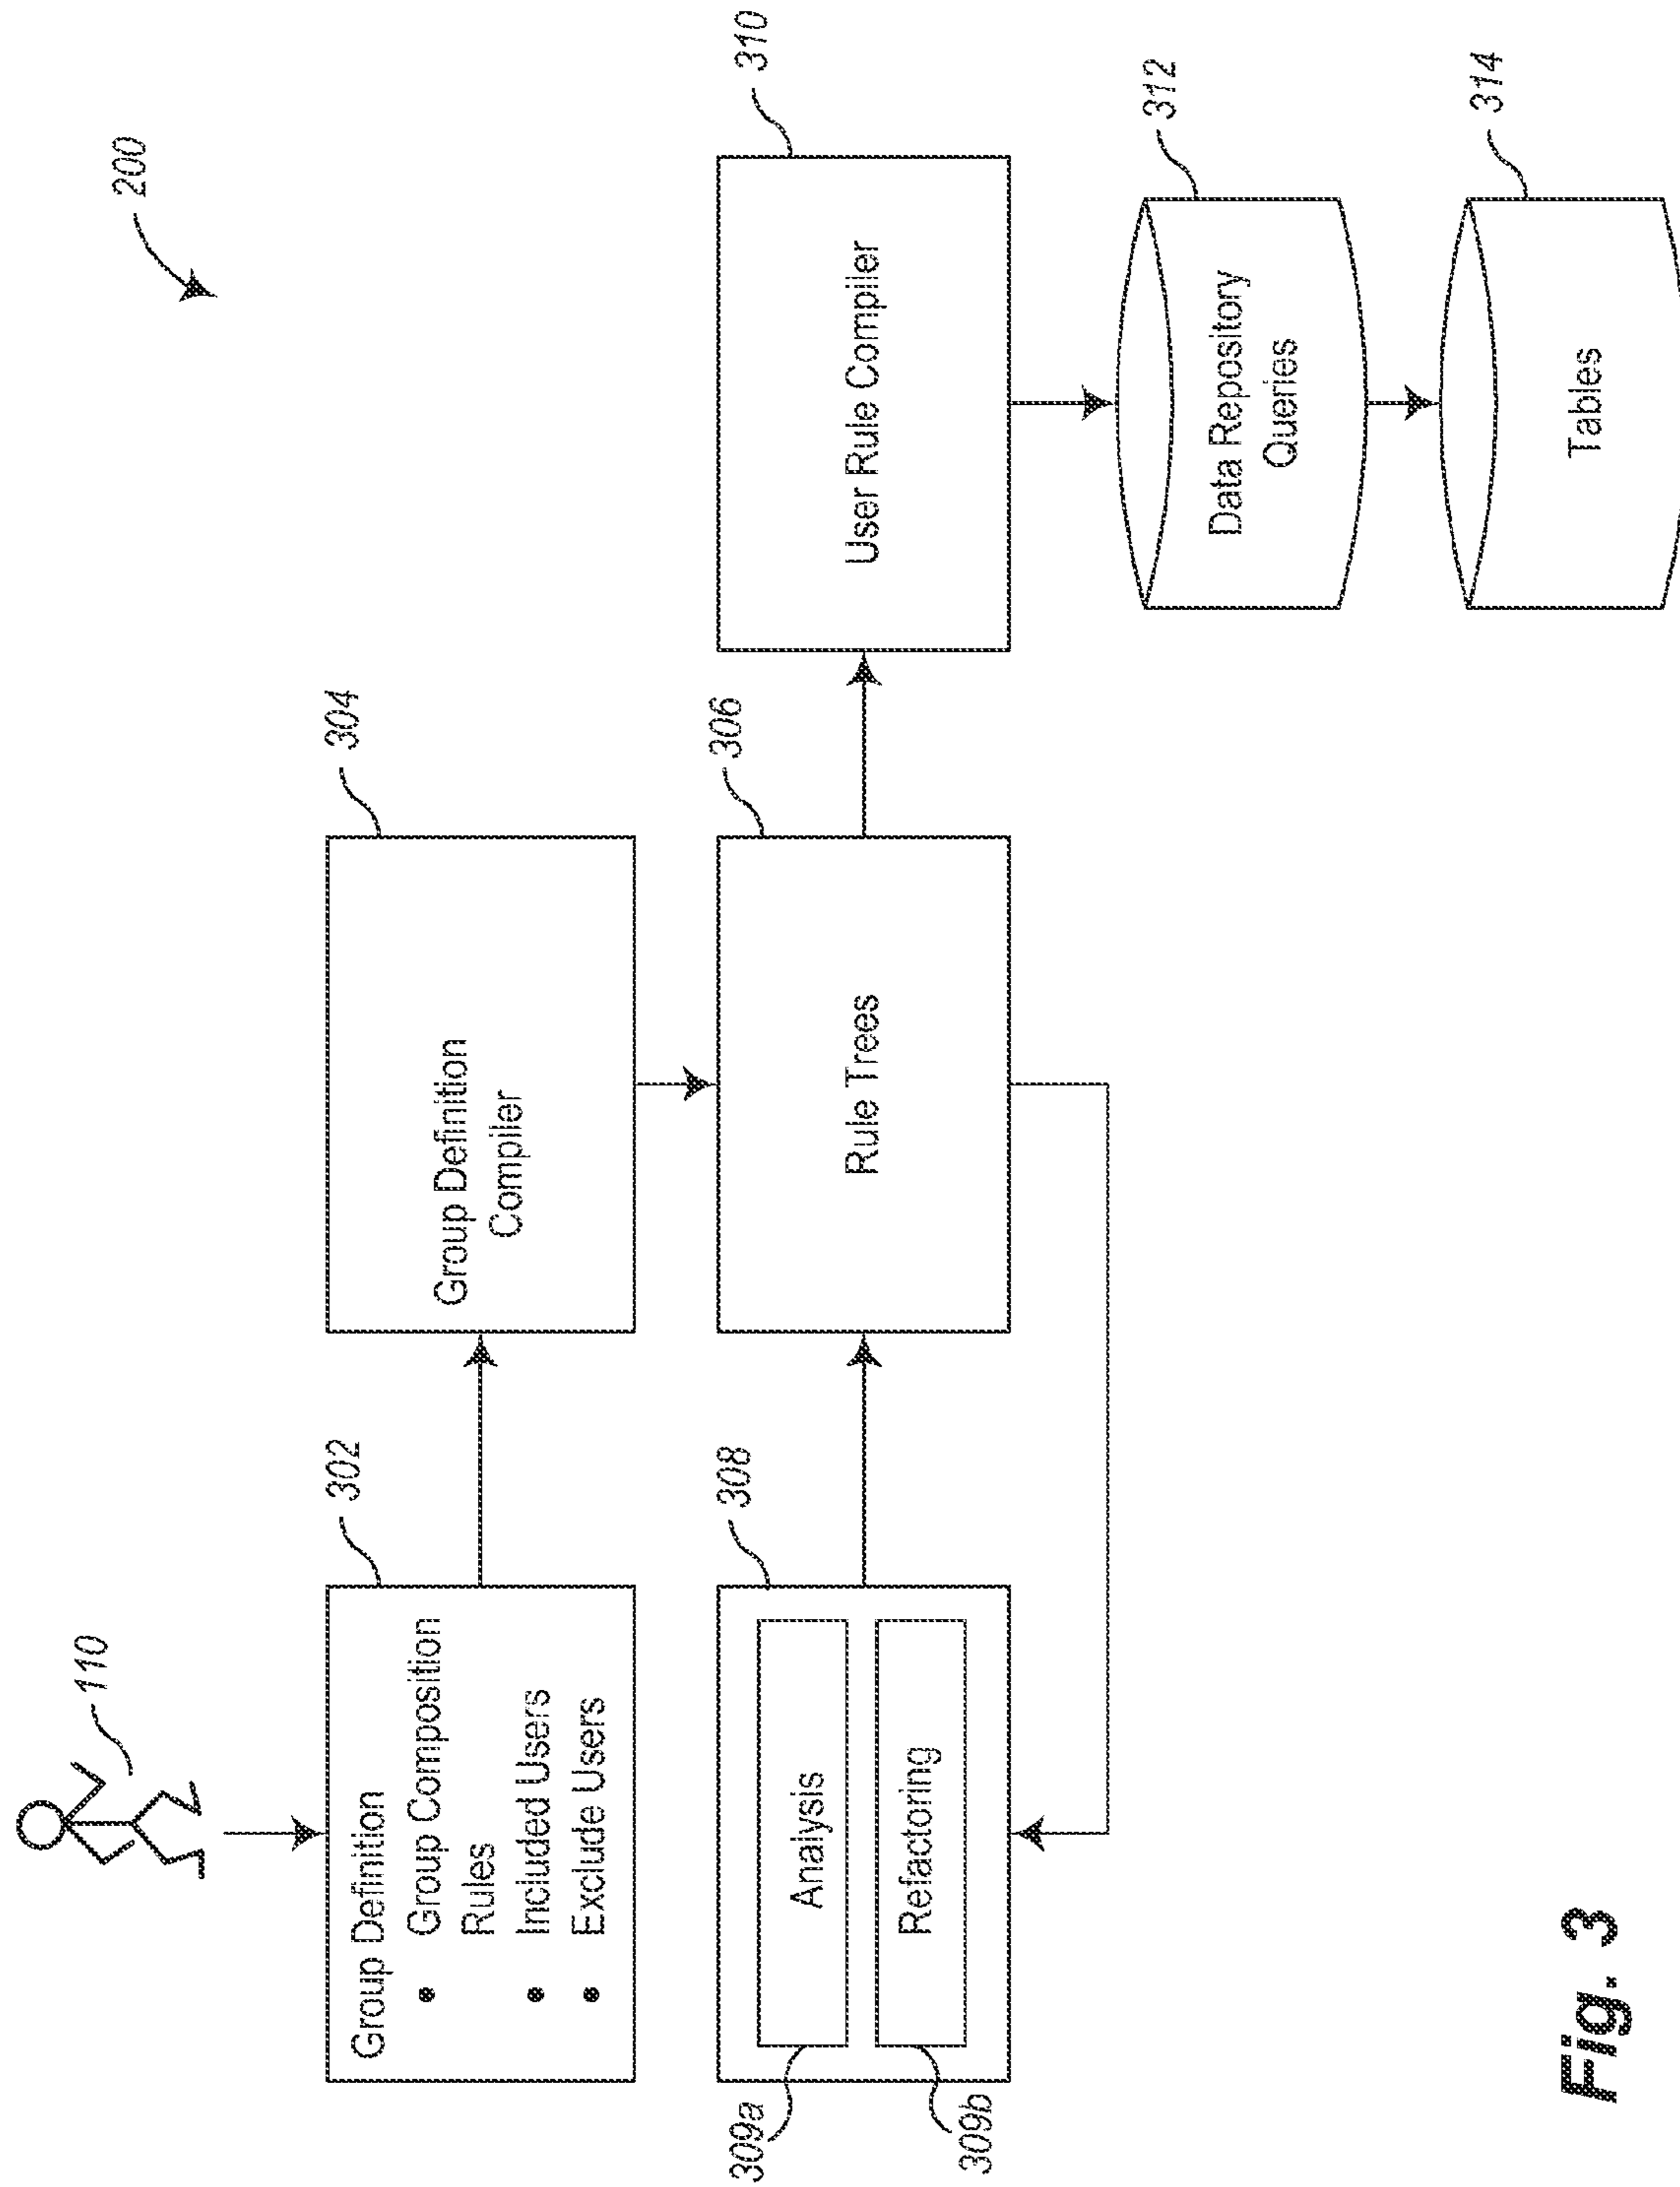 200
110
302
Group Definition
• Group Composition
Rules
• Included Users
• Exclude Users
304
Group Definition
Compiler
308
Analysis
Refactoring
309a
309b
306
Rule Trees
310
User Rule Compiler
312
Data Repository
Queries
314
Tables
Fig. 3